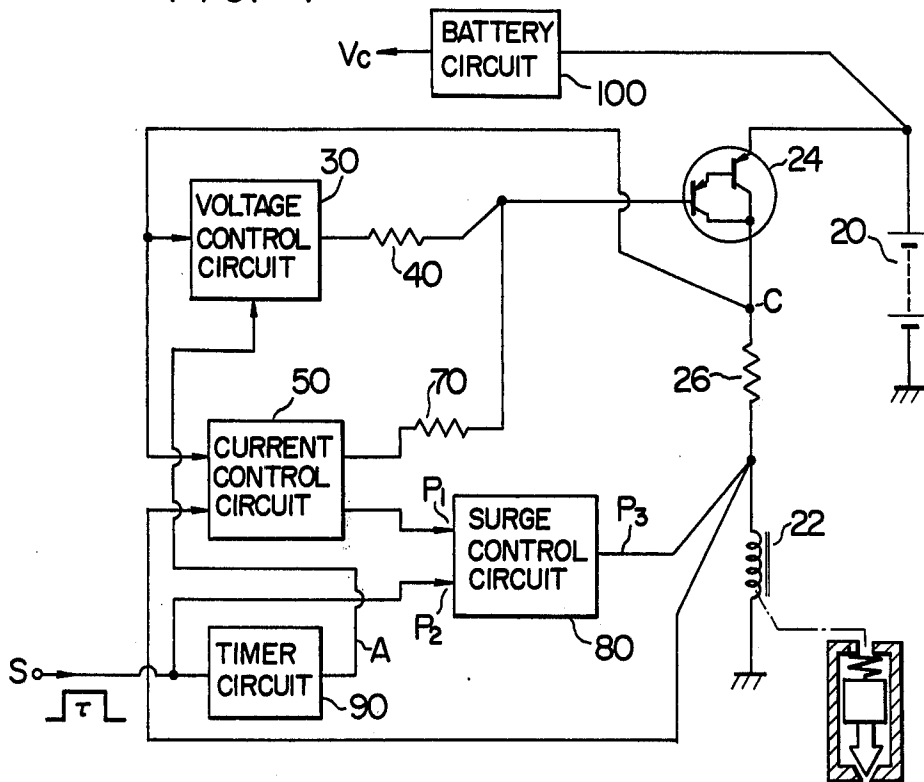 BATTERY
CIRCUIT
Vc
100
30
24
VOLTAGE
CONTROL
CIRCUIT
40
20
C
26
50
70
CURRENT
CONTROL
CIRCUIT
P1
SURGE
CONTROL
CIRCUIT
P3
22
P2
80
A
S
TIMER
CIRCUIT
τ
90